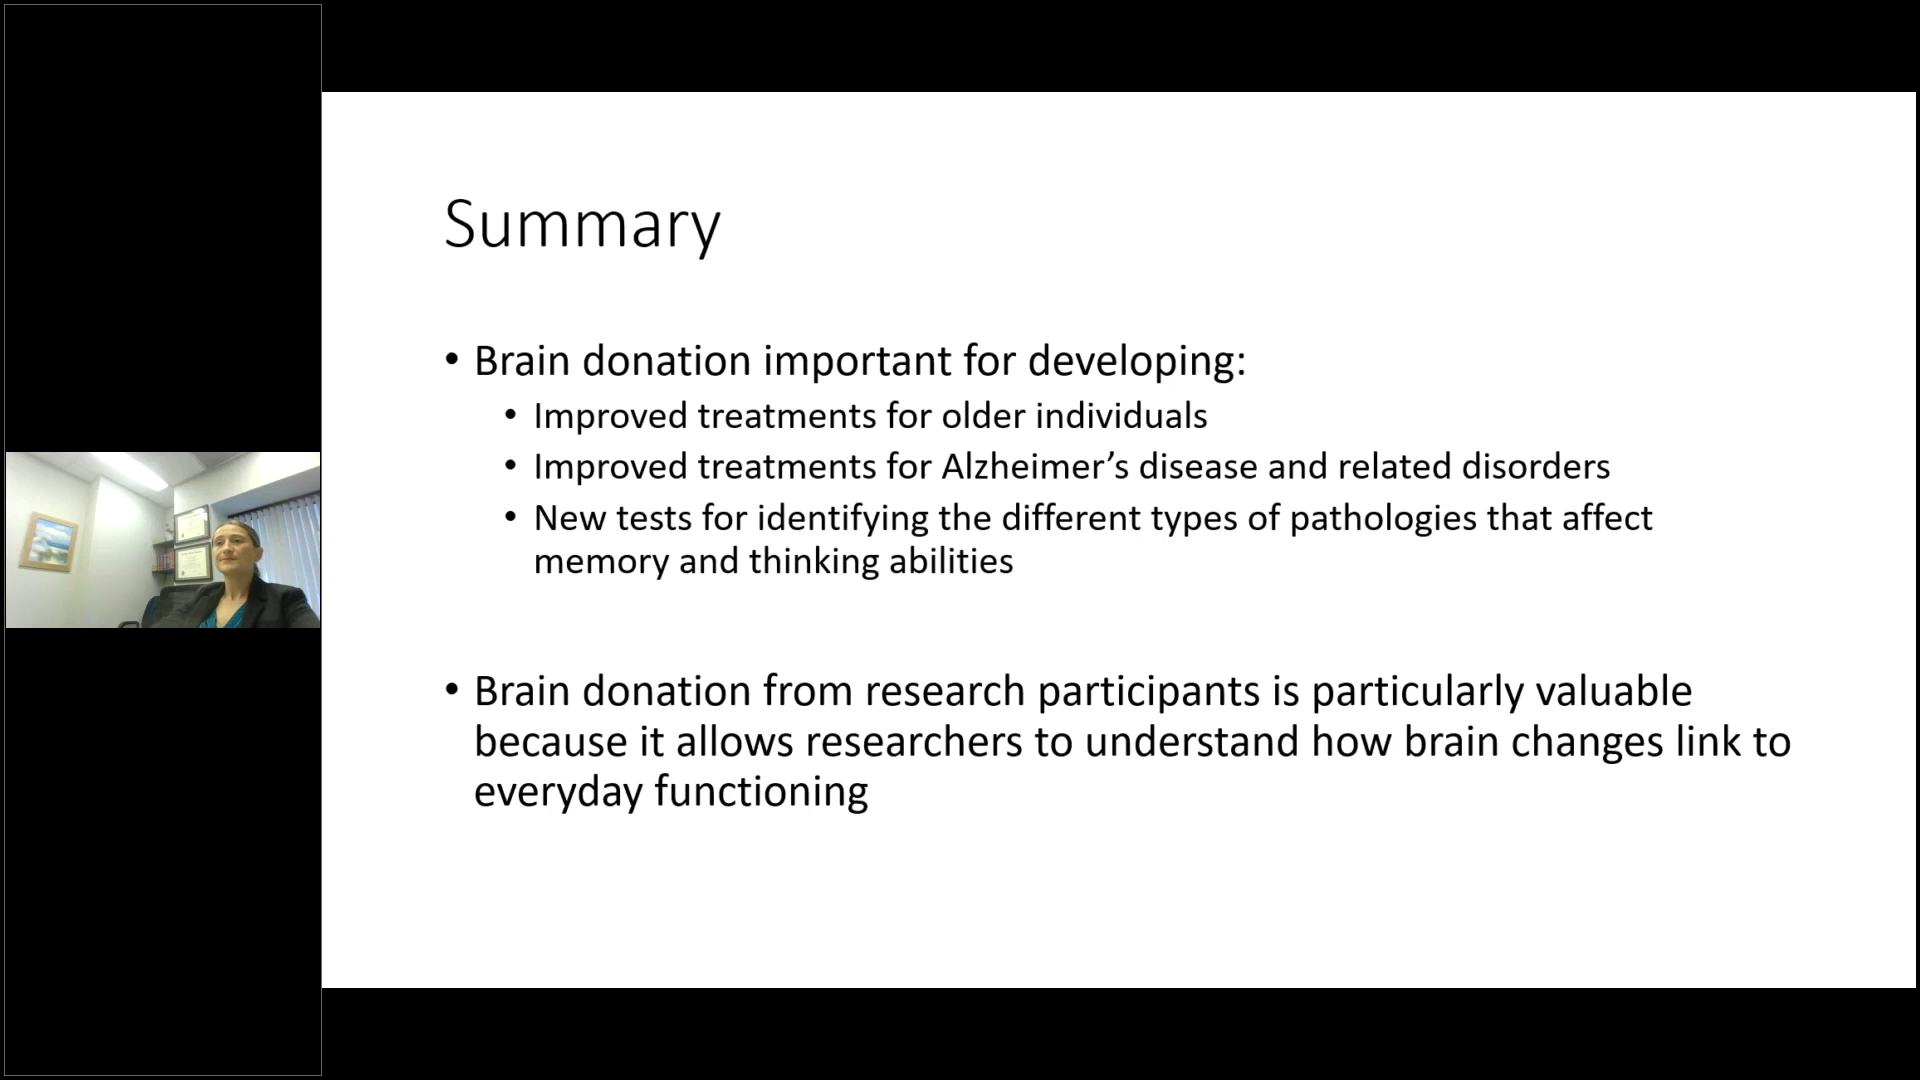 Summary
• Brain donation important for developing:
• Improved treatments for older individuals
• Improved treatments for Alzheimer’s disease and related disorders
• New tests for identifying the different types of pathologies that affect
memory and thinking abilities
• Brain donation from research participants is particularly valuable
because it allows researchers to understand how brain changes link to
everyday functioning